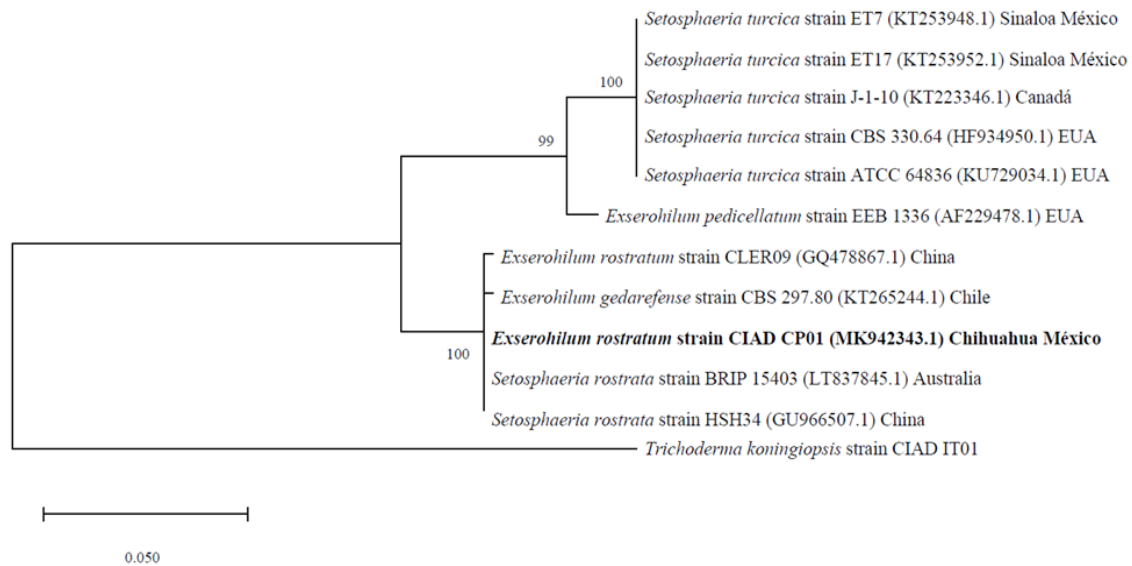 Setosphaeria turcica strain ET7 (KT253948.1) Sinaloa México
Setosphaeria turcica strain ET17 (KT253952.1) Sinaloa México
100
Setosphaeria turcica strain J-1-10 (KT223346.1) Canadá
Setosphaeria turcica strain CBS 330.64 (HF934950.1) EUA
99
Setosphaeria turcica strain ATCC 64836 (KU729034.1) EUA
Exserohilum pedicellatum strain EEB 1336 (AF229478.1) EUA
Exserohilum rostratum strain CLER09 (GQ478867.1) China
Exserohilum gedarefense strain CBS 297.80 (KT265244.1) Chile
Exserohilum rostratum strain CIAD CP01 (MK942343.1) Chihuahua México
100
Setosphaeria rostrata strain BRIP 15403 (LT837845.1) Australia
Setosphaeria rostrata strain HSH34 (GU966507.1) China
Trichoderma koningiopsis strain CIAD IT01
0.050